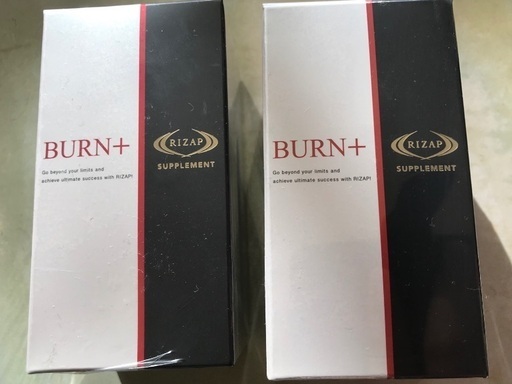 BURN+
Go beyond your limits and
achieve ultimate success with RIZAP!
RIZAP
SUPPLEMENT
BURN+
Go beyond your limits and
achieve ultimate success with RIZAP!
RIZAP
SUPPLEMENT